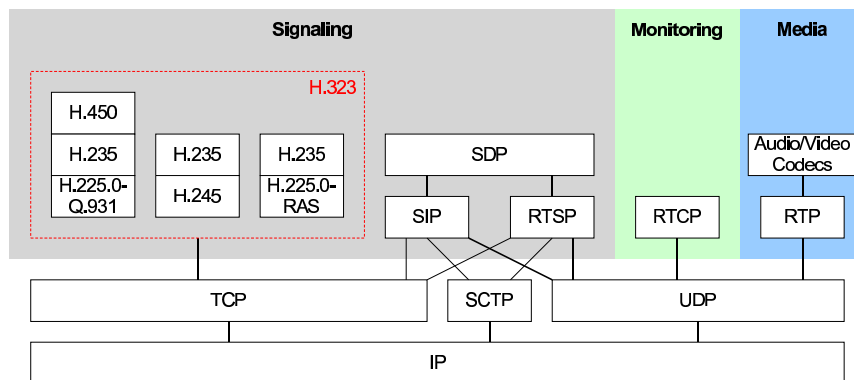 Signaling
Monitoring
Media
H.323
H.450
H.235
H.225.0-
Q.931
H.235
H.245
H.235
H.225.0-
RAS
SDP
SIP
RTSP
RTCP
Audio/Video
Codecs
RTP
TCP
SCTP
UDP
IP